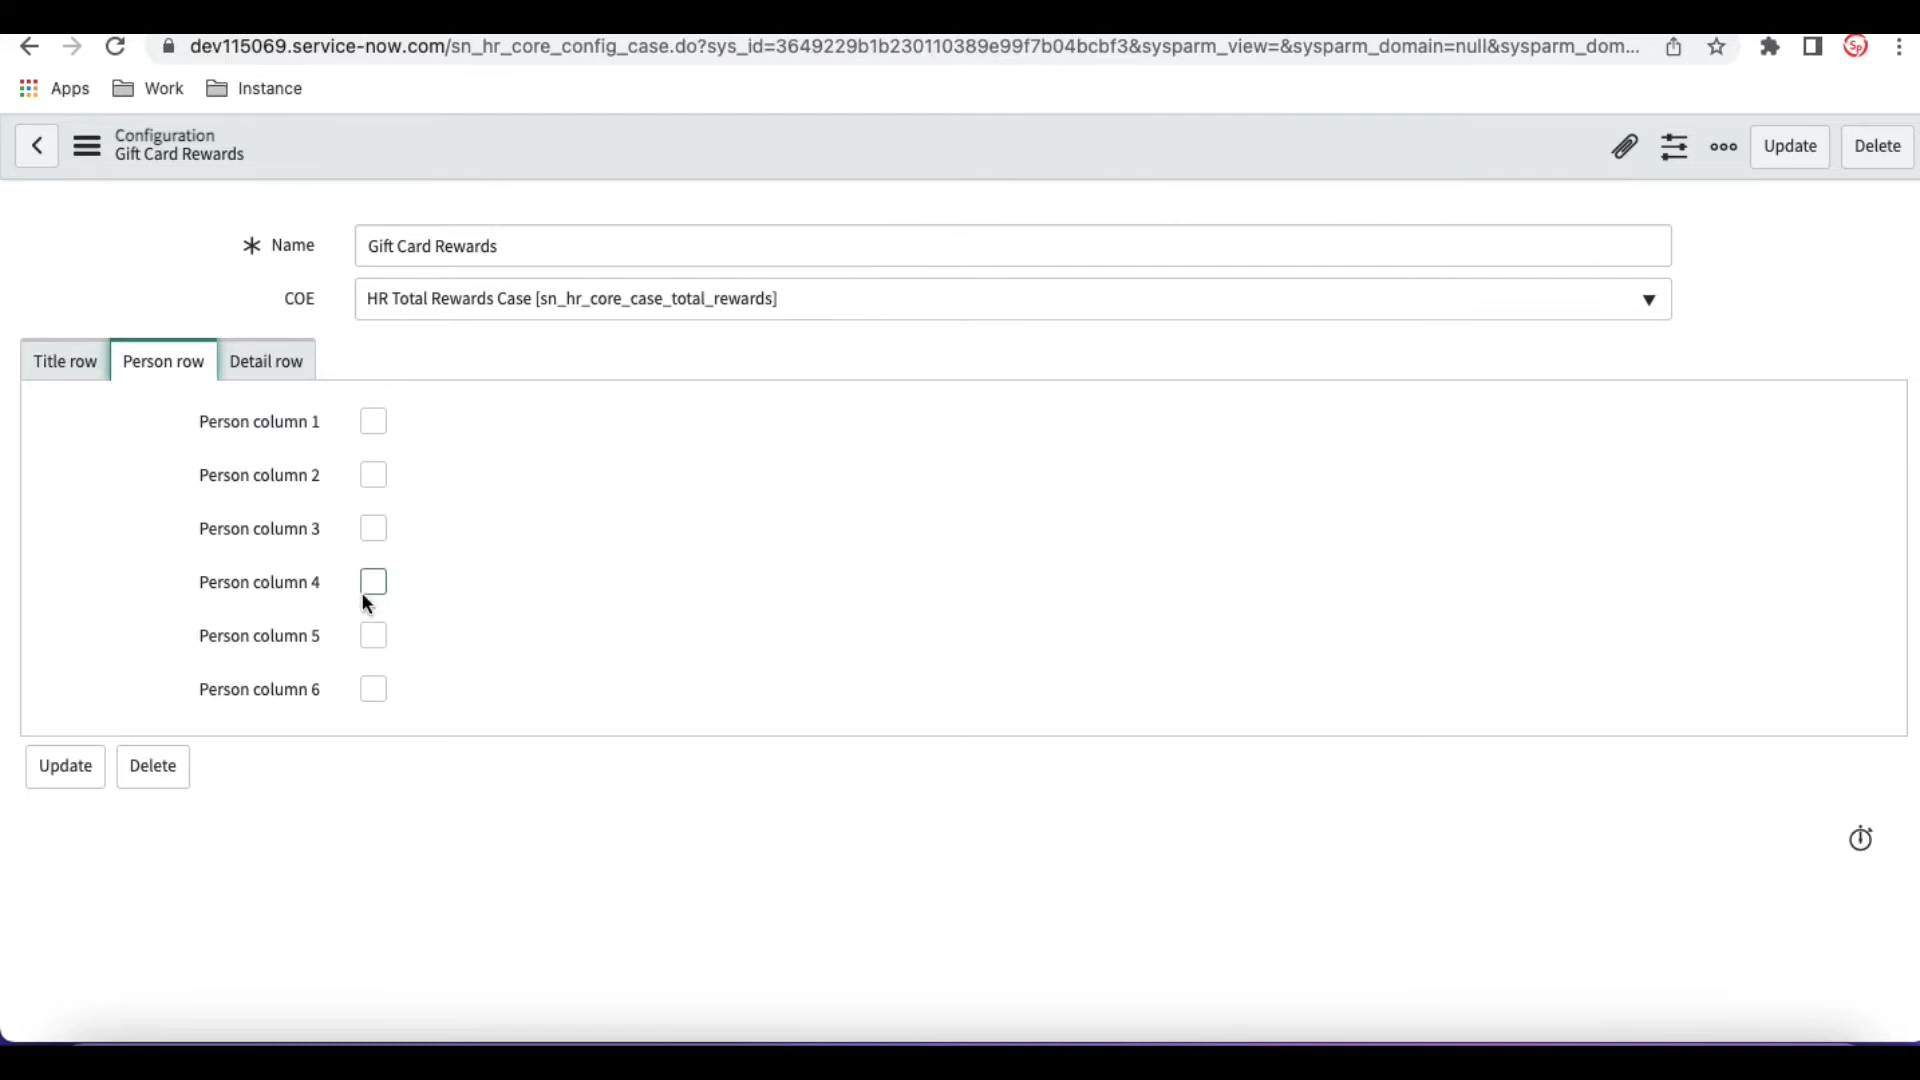 dev115069.service-now.com/sn_hr_core_config_case.do?sys_id=3649229b1b230110389e99f7b04bcbf3&sysparm_view=&sysparm_domain=null&sysparm_dom...
Sp
Apps Work Instance
Configuration
Gift Card Rewards
Update Delete
Name Gift Card Rewards
COE HR Total Rewards Case [sn_hr_core_case_total_rewards]
Title row Person row Detail row
Person column 1
Person column 2
Person column 3
Person column 4
Person column 5
Person column 6
Update Delete